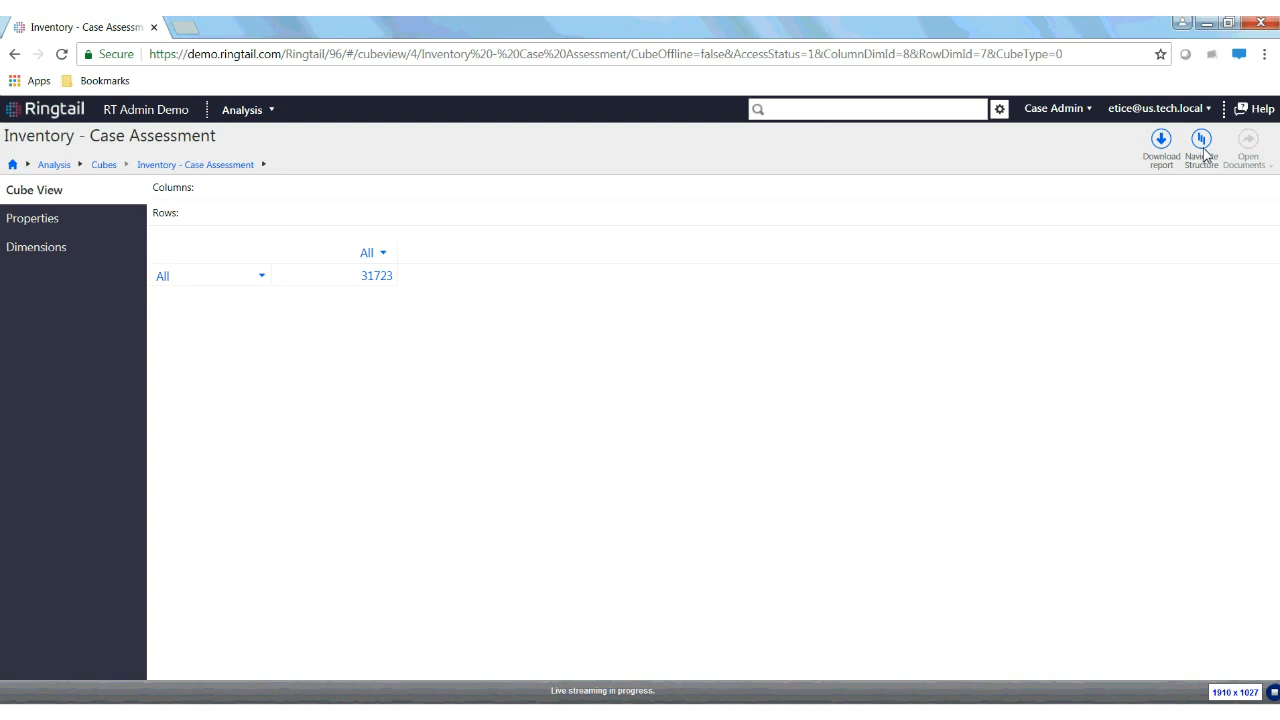 Inventory - Case Assessm ×
Secure https://demo.ringtail.com/Ringtail/96/#/cubeview/4/Inventory%20-%20Case%20Assessment/CubeOffline=false&AccessStatus=1&ColumnDimId=8&RowDimId=7&CubeType=0
Apps Bookmarks
Ringtail RT Admin Demo Analysis Case Admin etice@us.tech.local Help
Inventory - Case Assessment
Download report
Navigate Structure
Open Documents
Analysis Cubes Inventory - Case Assessment
Cube View
Properties
Dimensions
Columns:
Rows:
All
All 31723
Live streaming in progress.
1910 x 1027